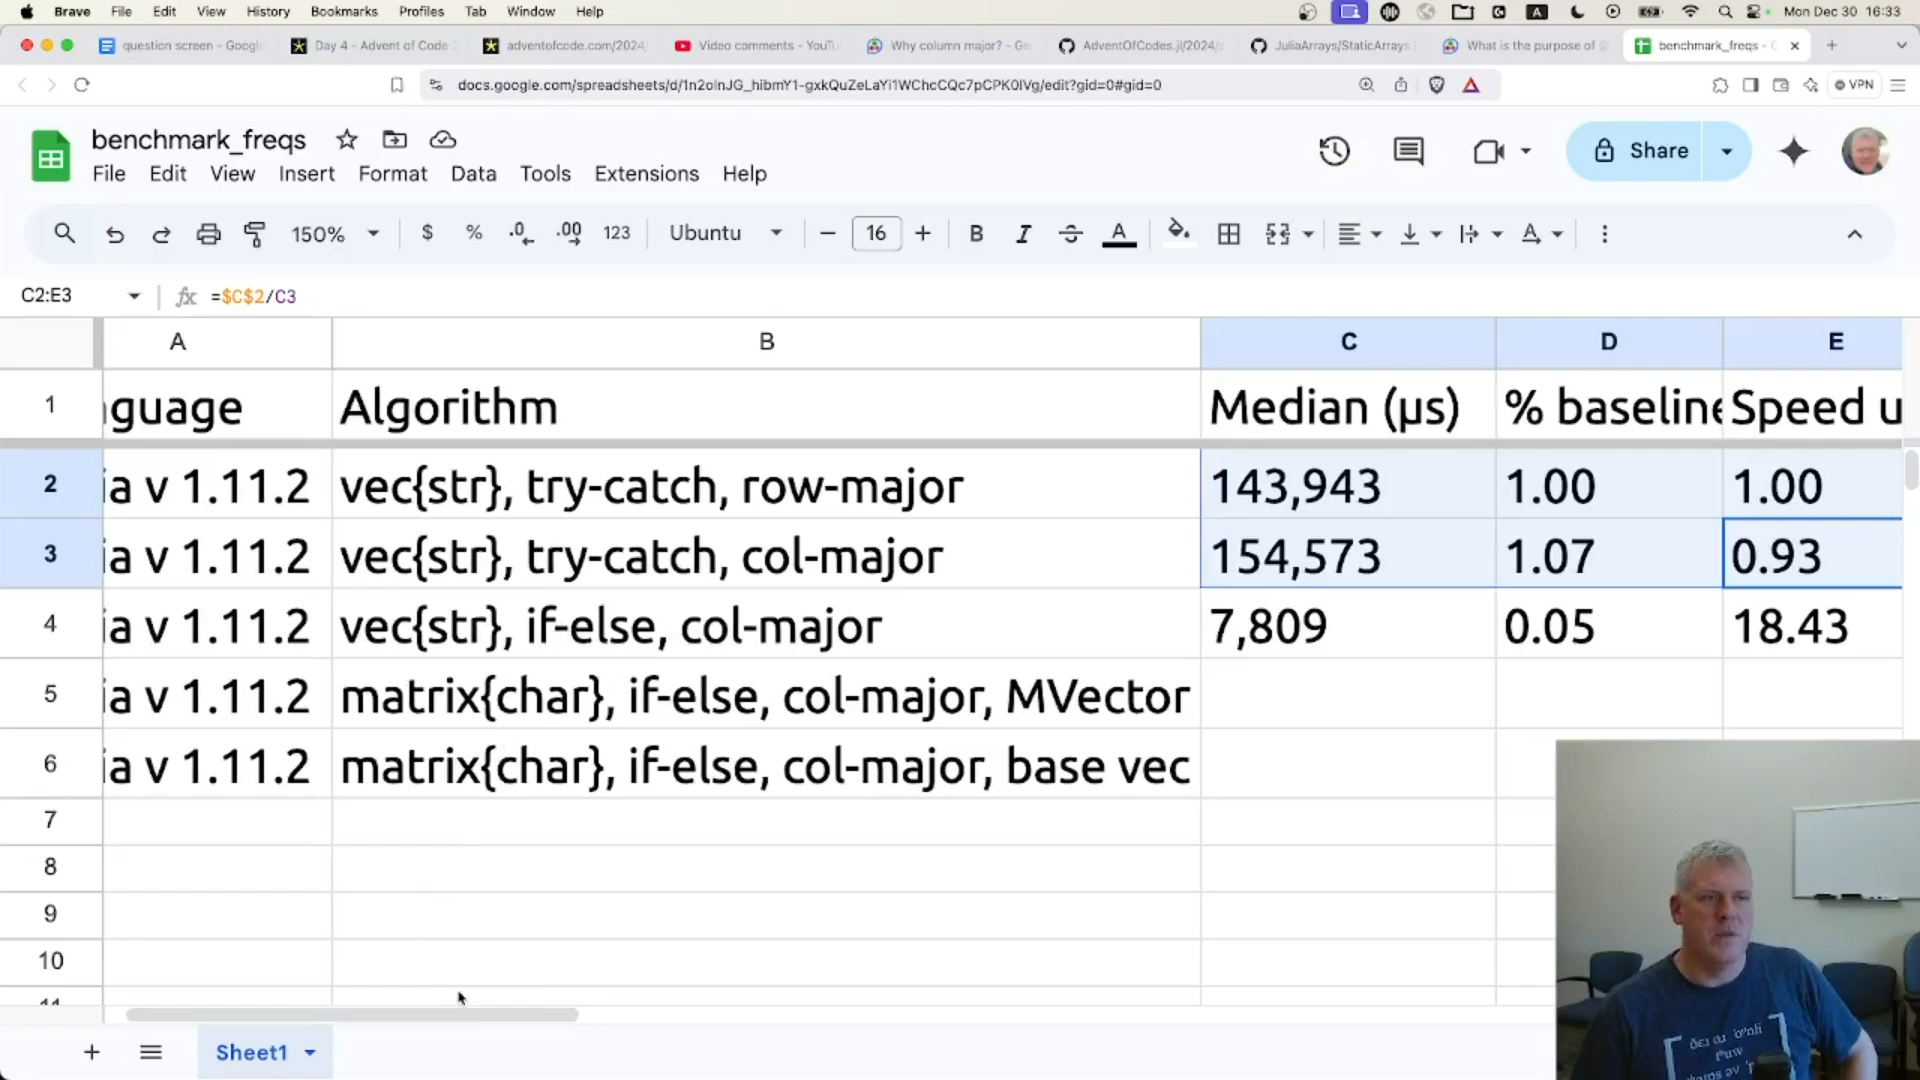 Brave File Edit View History Bookmarks Profiles Tab Window Help
A Mon Dec 30 16:33
question screen - Google
Day 4 - Advent of Code
adventofcode.com/2024/
Video comments - YouTu
Why column major? - Ge
AdventOfCodes.jl/2024/
JuliaArrays/StaticArrays.
What is the purpose of
benchmark_freqs -
docs.google.com/spreadsheets/d/1n2olnJG_hibmY1-gxkQuZeLaYi1WChcCQc7pCPK0lVg/edit?gid=0#gid=0
VPN
benchmark_freqs
File Edit View Insert Format Data Tools Extensions Help
Share
150% $ % .0 .00 123 Ubuntu − 16 + B I A
C2:E3 fx =$C$2/C3
A B C D E
1 guage Algorithm Median (µs) % baseline Speed u
2 ia v 1.11.2 vec{str}, try-catch, row-major 143,943 1.00 1.00
3 ia v 1.11.2 vec{str}, try-catch, col-major 154,573 1.07 0.93
4 ia v 1.11.2 vec{str}, if-else, col-major 7,809 0.05 18.43
5 ia v 1.11.2 matrix{char}, if-else, col-major, MVector
6 ia v 1.11.2 matrix{char}, if-else, col-major, base vec
7
8
9
10
11
Sheet1